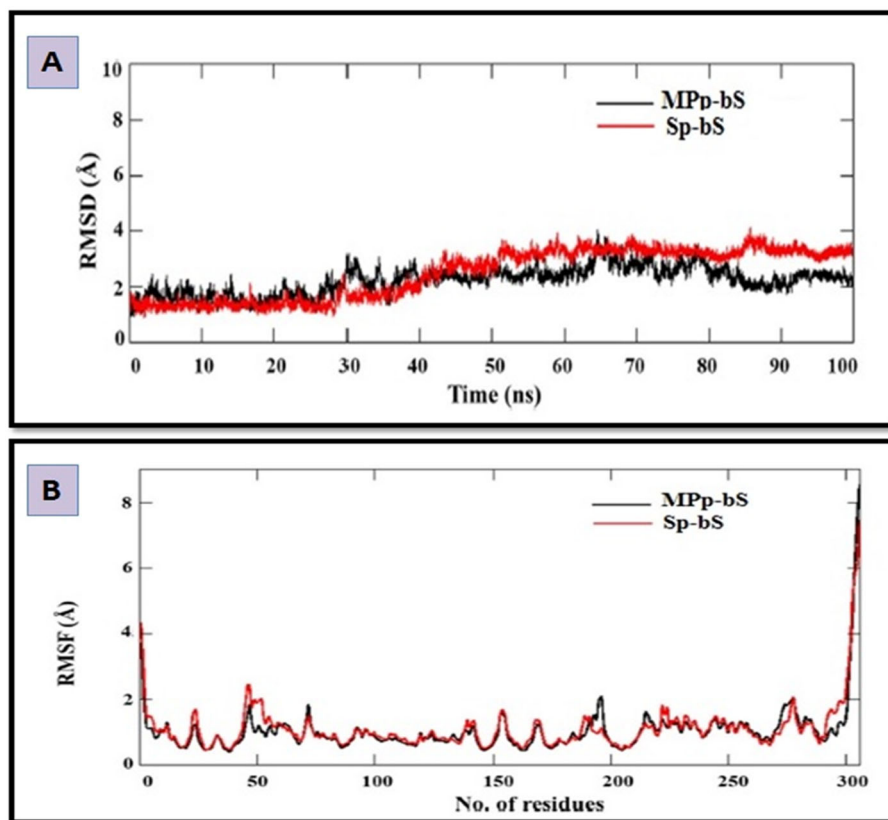 A
10
8
6
4
2
0
RMSD (Å)
MPp-bS
Sp-bS
0 10 20 30 40 50 60 70 80 90 100
Time (ns)
B
8
6
4
2
0
RMSF (Å)
MPp-bS
Sp-bS
0 50 100 150 200 250 300
No. of residues